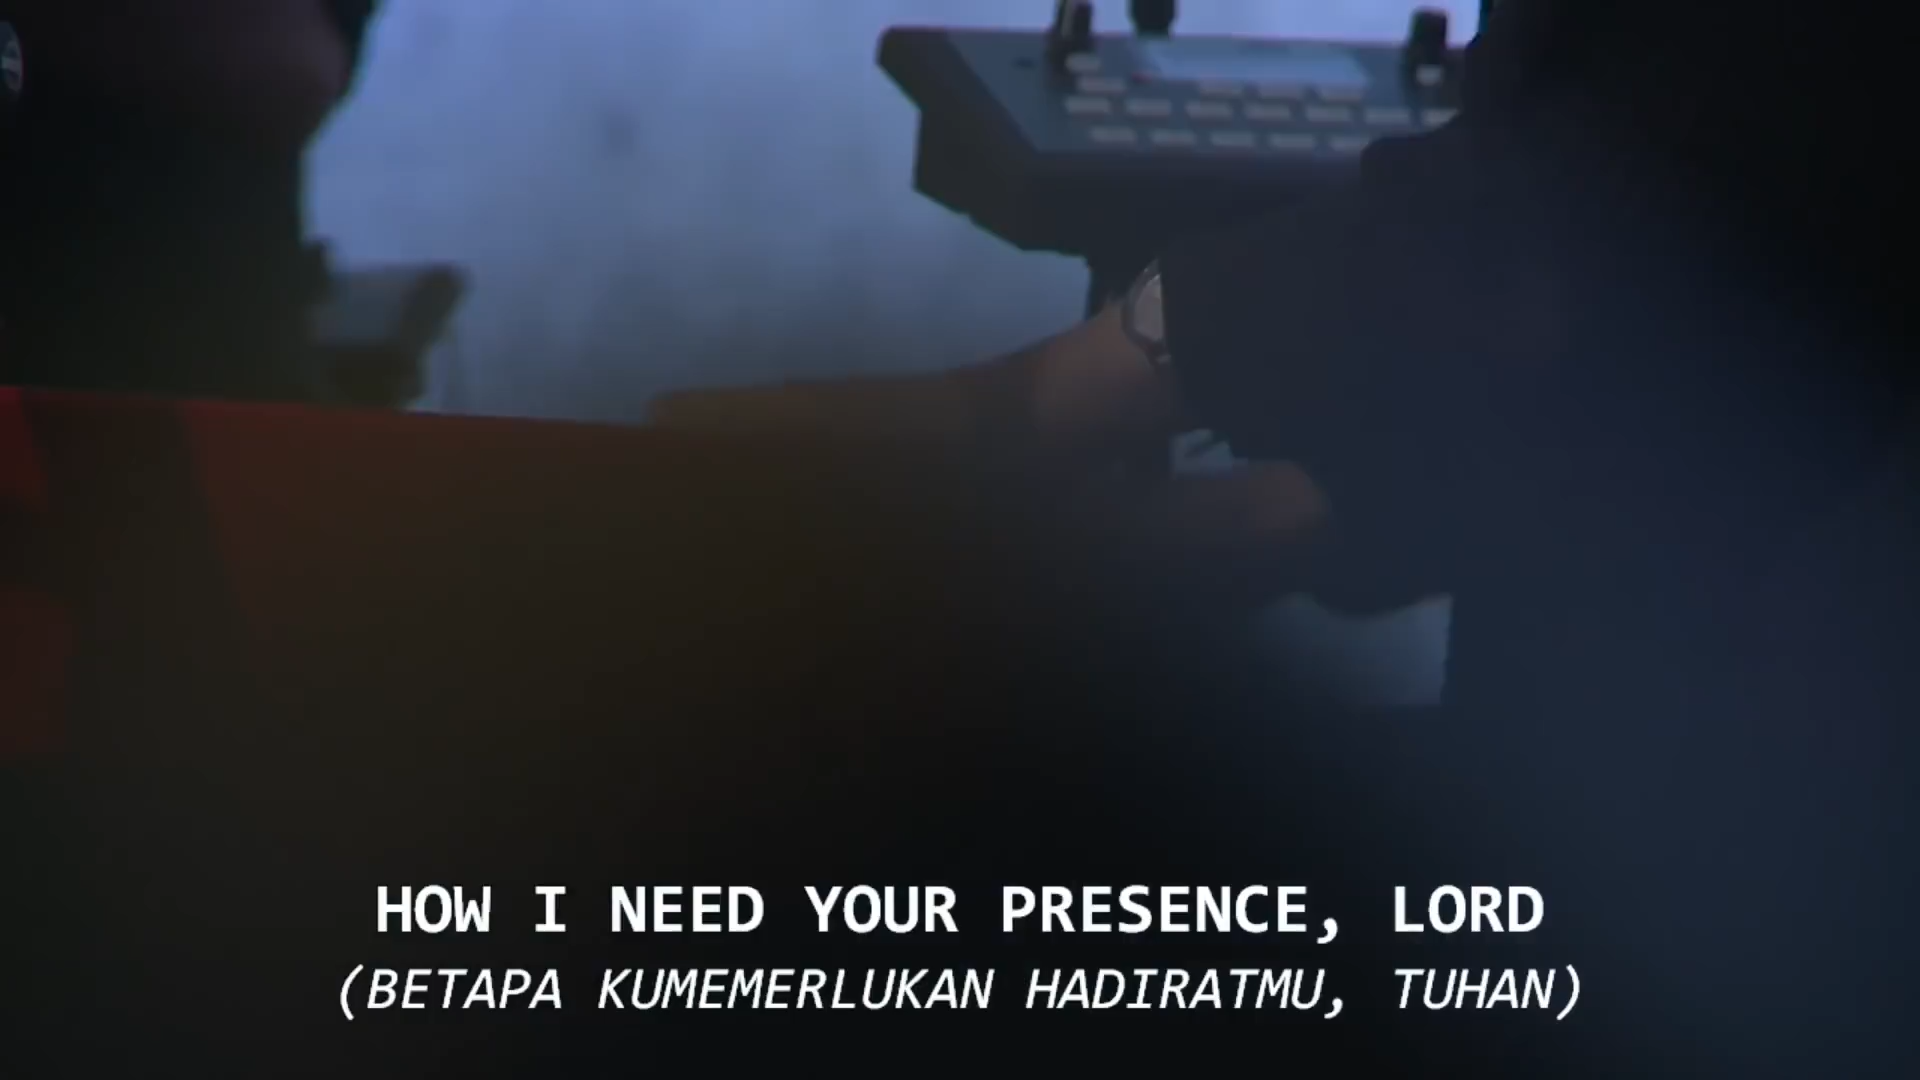 HOW I NEED YOUR PRESENCE, LORD
(BETAPA KUMEMERLUKAN HADIRATMU, TUHAN)